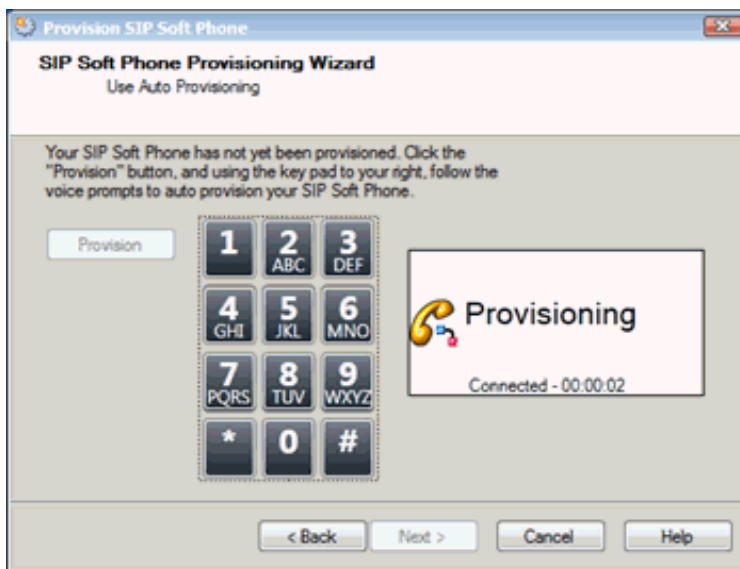 Provision SIP Soft Phone
SIP Soft Phone Provisioning Wizard
Use Auto Provisioning
Your SIP Soft Phone has not yet been provisioned. Click the
"Provision" button, and using the key pad to your right, follow the
voice prompts to auto provision your SIP Soft Phone.
Provision
1 2 3
ABC DEF
4 5 6
GHI JKL MNO
7 8 9
PQRS TUV WXYZ
* 0 #
Provisioning
Connected - 00:00:02
< Back Next > Cancel Help